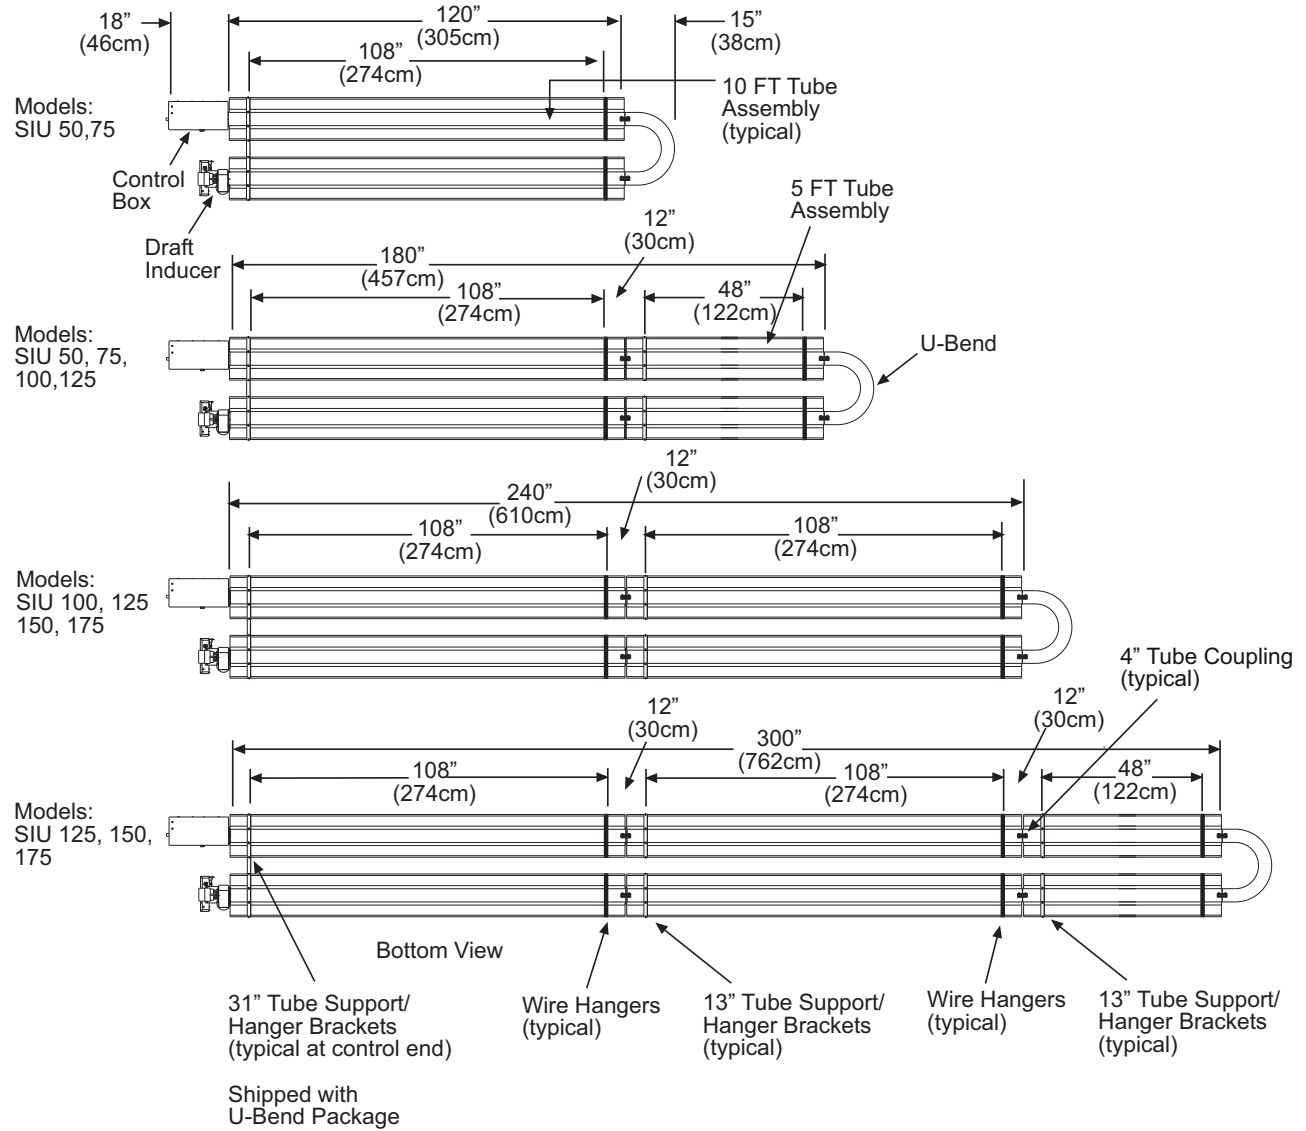 18”
(46cm)
120”
(305cm)
15”
(38cm)
108”
(274cm)
10 FT Tube
Assembly
(typical)
Models:
SIU 50,75
Control
Box
Draft
Inducer
5 FT Tube
Assembly
12”
(30cm)
180”
(457cm)
108”
(274cm)
48”
(122cm)
Models:
SIU 50, 75,
100,125
U-Bend
12”
(30cm)
240”
(610cm)
108”
(274cm)
108”
(274cm)
Models:
SIU 100, 125
150, 175
4” Tube Coupling
(typical)
12”
(30cm)
12”
(30cm)
300”
(762cm)
108”
(274cm)
108”
(274cm)
48”
(122cm)
Models:
SIU 125, 150,
175
Bottom View
31” Tube Support/
Hanger Brackets
(typical at control end)
Shipped with
U-Bend Package
Wire Hangers
(typical)
13” Tube Support/
Hanger Brackets
(typical)
Wire Hangers
(typical)
13” Tube Support/
Hanger Brackets
(typical)